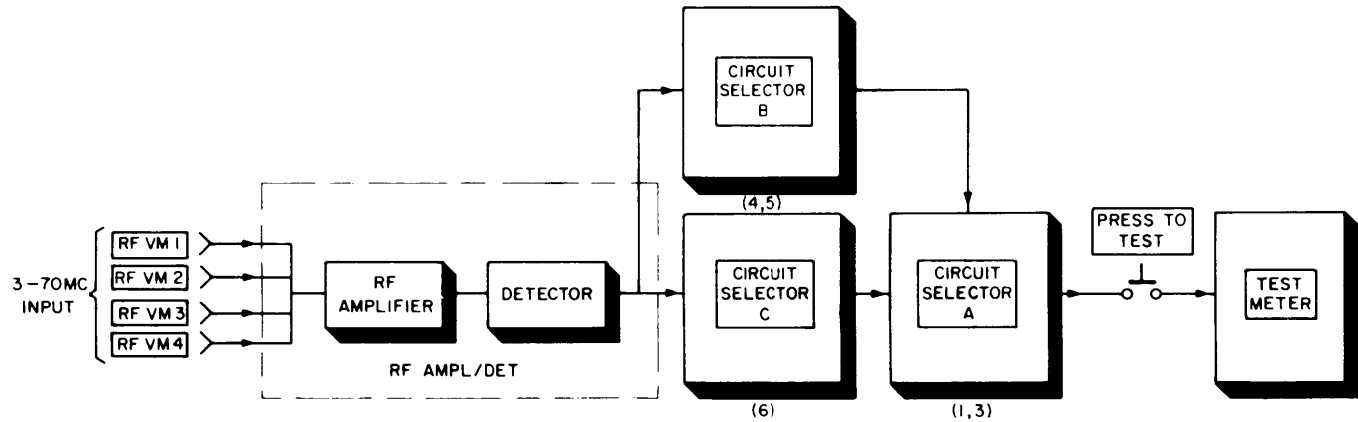 3-70MC
INPUT
RF VM 1
RF VM 2
RF VM 3
RF VM 4
RF
AMPLIFIER
DETECTOR
RF AMPL/DET
CIRCUIT
SELECTOR
B
(4,5)
CIRCUIT
SELECTOR
C
(6)
CIRCUIT
SELECTOR
A
(1,3)
PRESS TO
TEST
TEST
METER